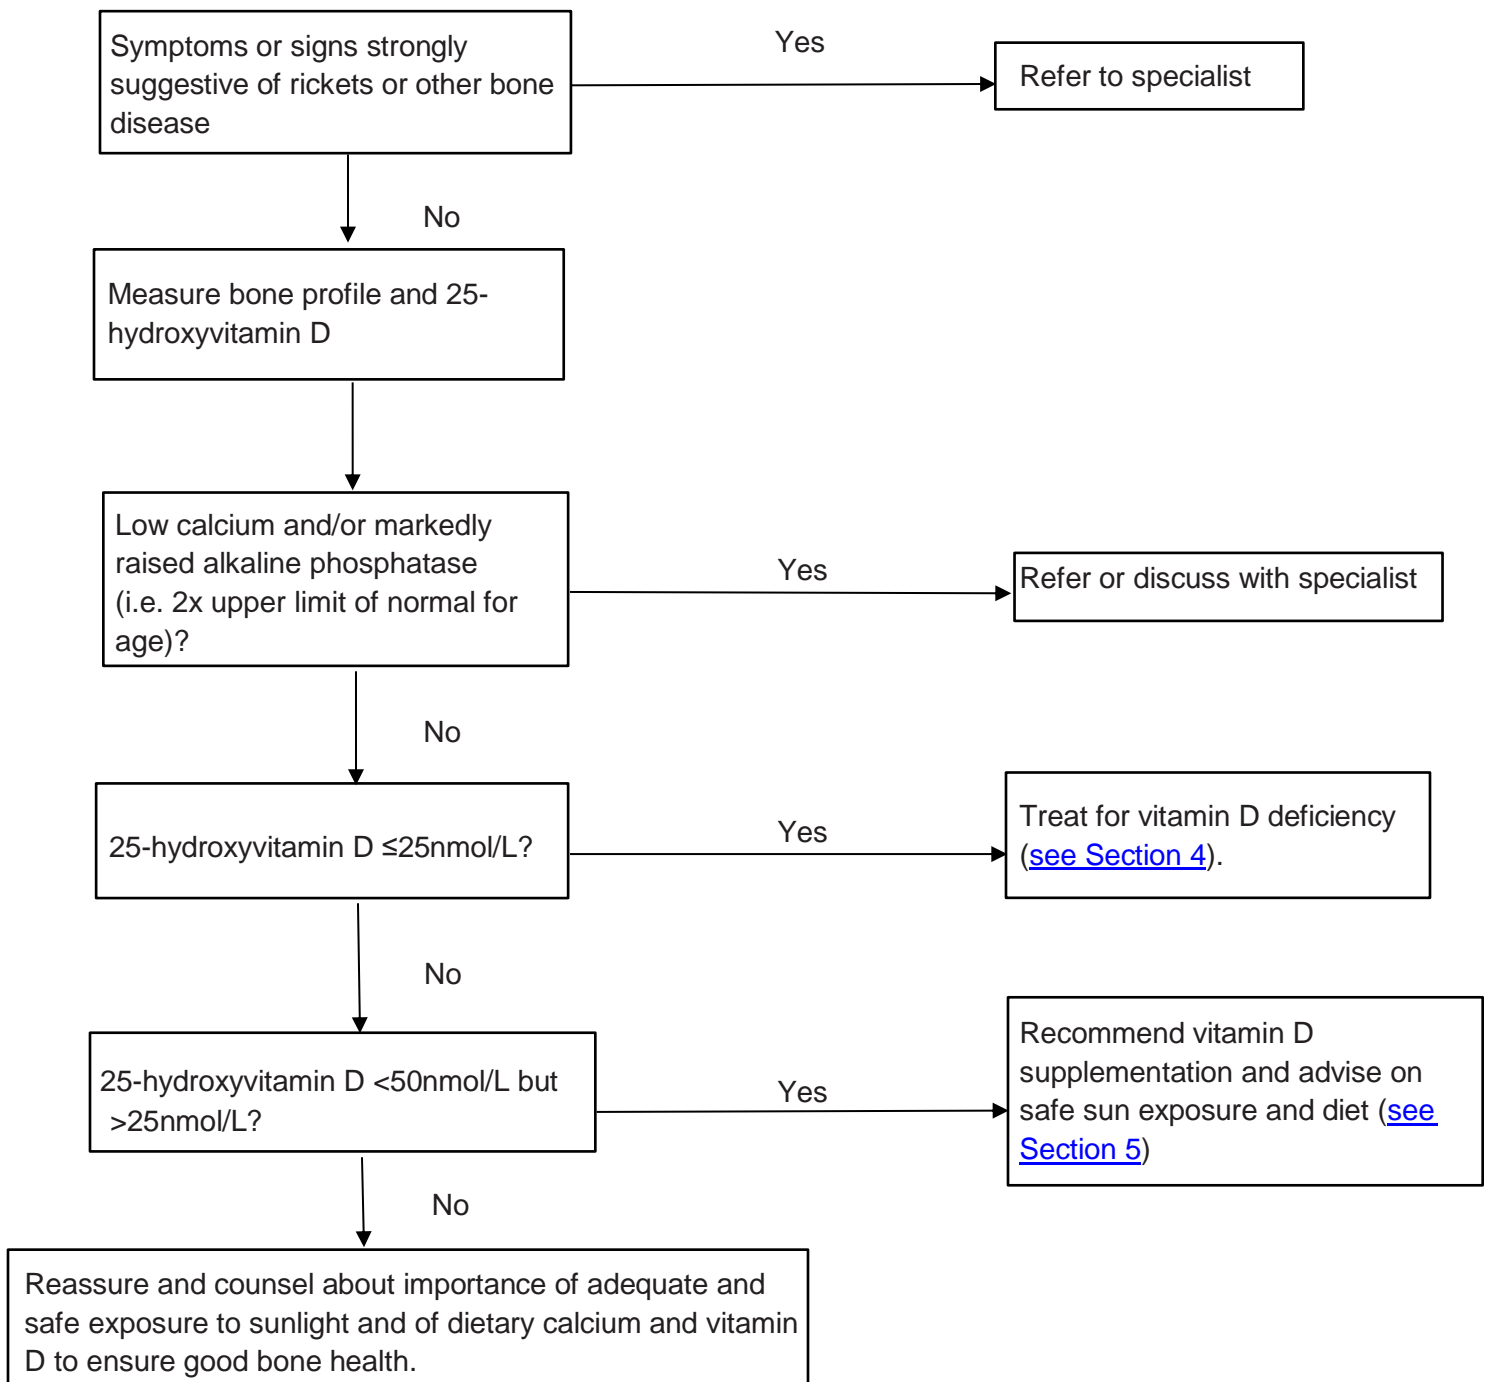 Symptoms or signs strongly
suggestive of rickets or other bone
disease
Yes
Refer to specialist
No
Measure bone profile and 25-
hydroxyvitamin D
Low calcium and/or markedly
raised alkaline phosphatase
(i.e. 2x upper limit of normal for
age)?
Yes
Refer or discuss with specialist
No
25-hydroxyvitamin D ≤25nmol/L?
Yes
Treat for vitamin D deficiency
(see Section 4).
No
25-hydroxyvitamin D <50nmol/L but
>25nmol/L?
Yes
Recommend vitamin D
supplementation and advise on
safe sun exposure and diet (see
Section 5)
No
Reassure and counsel about importance of adequate and
safe exposure to sunlight and of dietary calcium and vitamin
D to ensure good bone health.